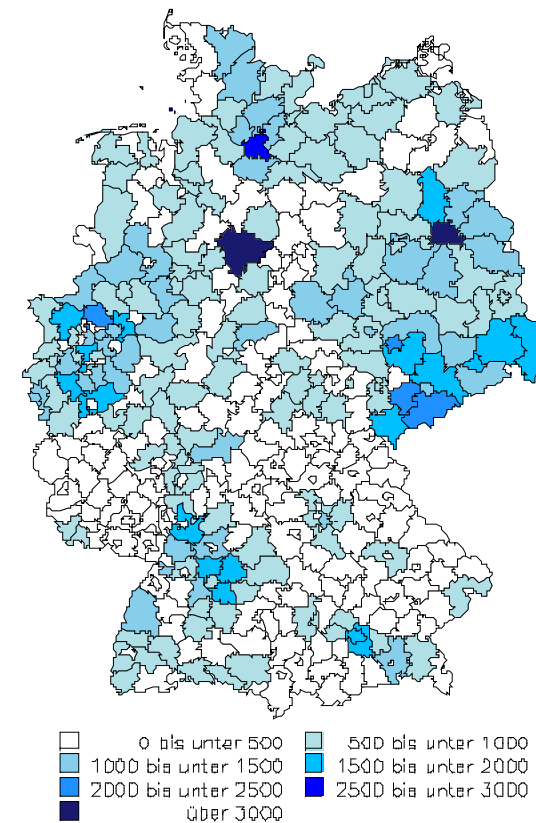 0 bis unter 500
500 bis unter 1000
1000 bis unter 1500
1500 bis unter 2000
2000 bis unter 2500
2500 bis unter 3000
über 3000